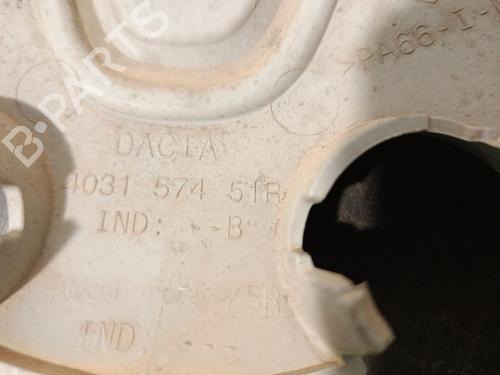 >PA66-I-
B-PARTS
DACIA
4031 574 51R
IND: - -B
IND - - -